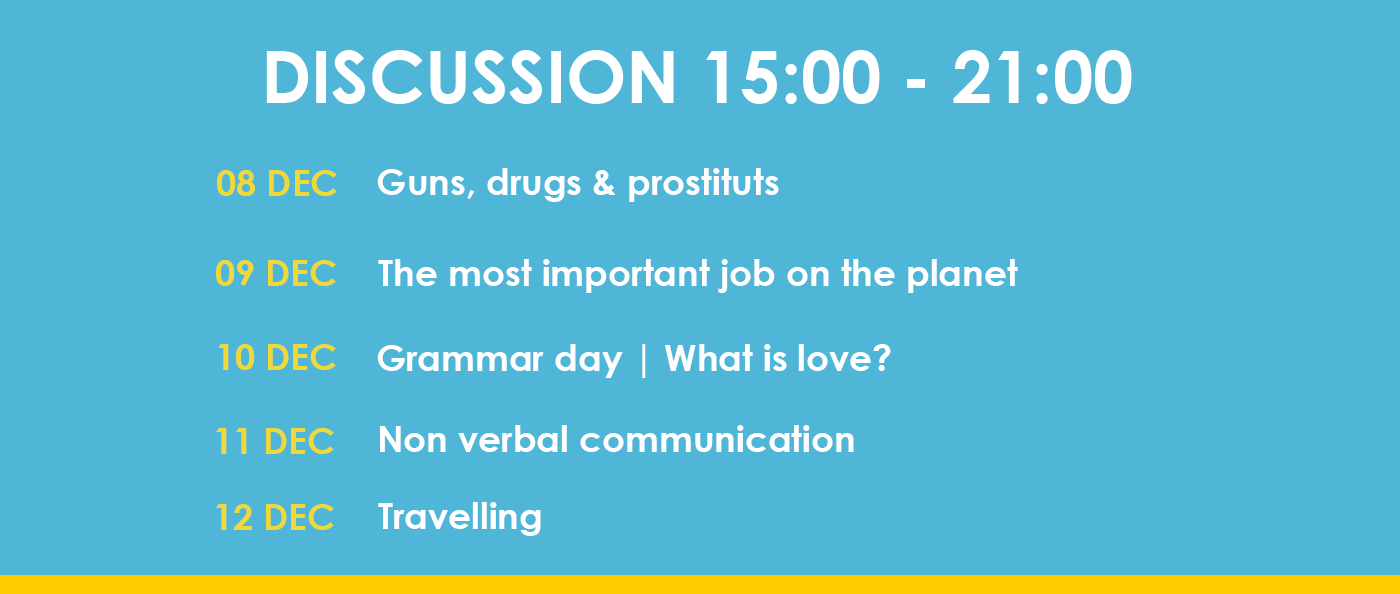 DISCUSSION 15:00 - 21:00
08 DEC Guns, drugs & prostituts
09 DEC The most important job on the planet
10 DEC Grammar day | What is love?
11 DEC Non verbal communication
12 DEC Travelling